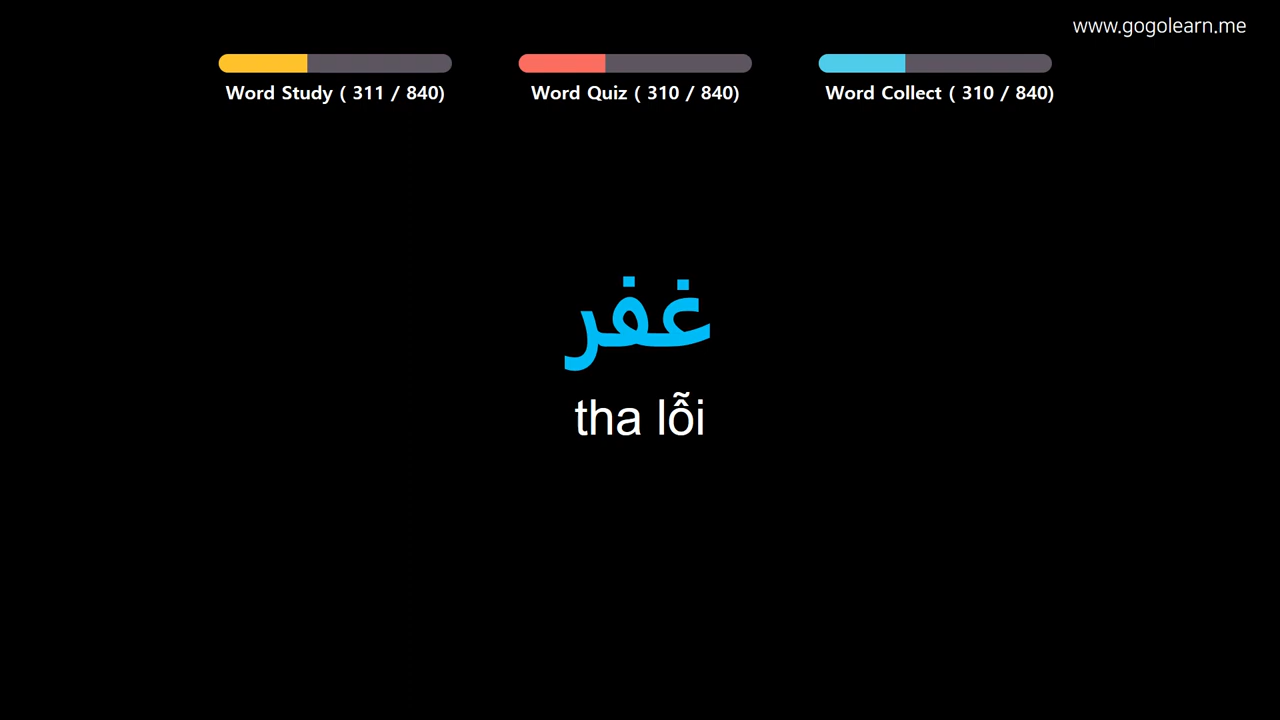 www.gogolearn.me
Word Study ( 311 / 840)
Word Quiz ( 310 / 840)
Word Collect ( 310 / 840)
غفر
tha lỗi